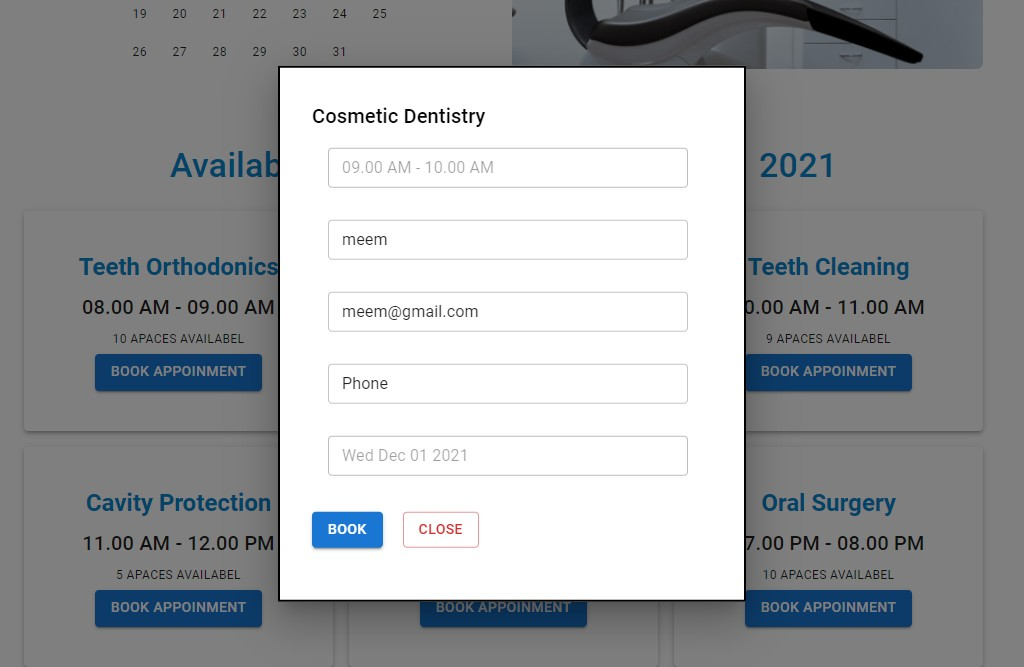 19 20 21 22 23 24 25
26 27 28 29 30 31
Cosmetic Dentistry
09.00 AM - 10.00 AM
meem
meem@gmail.com
Phone
Wed Dec 01 2021
BOOK CLOSE
2021
Teeth Orthodonics
08.00 AM - 09.00 AM
10 APACES AVAILABEL
BOOK APPOINMENT
Teeth Cleaning
0.00 AM - 11.00 AM
9 APACES AVAILABEL
BOOK APPOINMENT
Cavity Protection
11.00 AM - 12.00 PM
5 APACES AVAILABEL
BOOK APPOINMENT
BOOK APPOINMENT
Oral Surgery
7.00 PM - 08.00 PM
10 APACES AVAILABEL
BOOK APPOINMENT